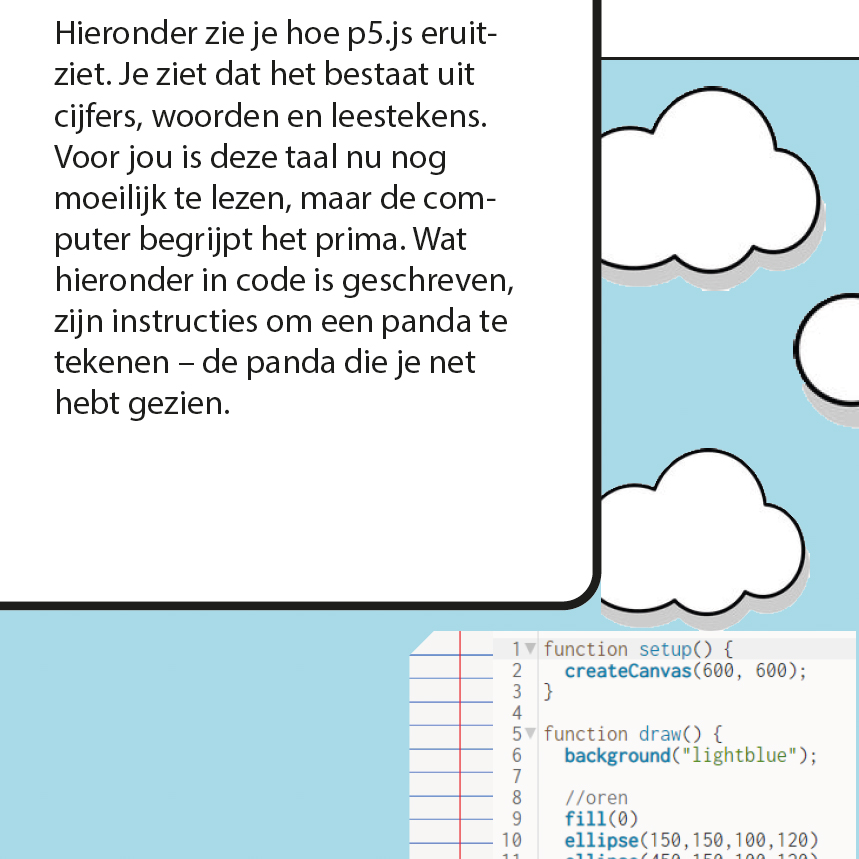 Hieronder zie je hoe p5.js eruit-
ziet. Je ziet dat het bestaat uit
cijfers, woorden en leestekens.
Voor jou is deze taal nu nog
moeilijk te lezen, maar de com-
puter begrijpt het prima. Wat
hieronder in code is geschreven,
zijn instructies om een panda te
tekenen – de panda die je net
hebt gezien.
1 function setup() {
2 createCanvas(600, 600);
3 }
4
5 function draw() {
6 background("lightblue");
7
8 //oren
9 fill(0)
10 ellipse(150,150,100,120)